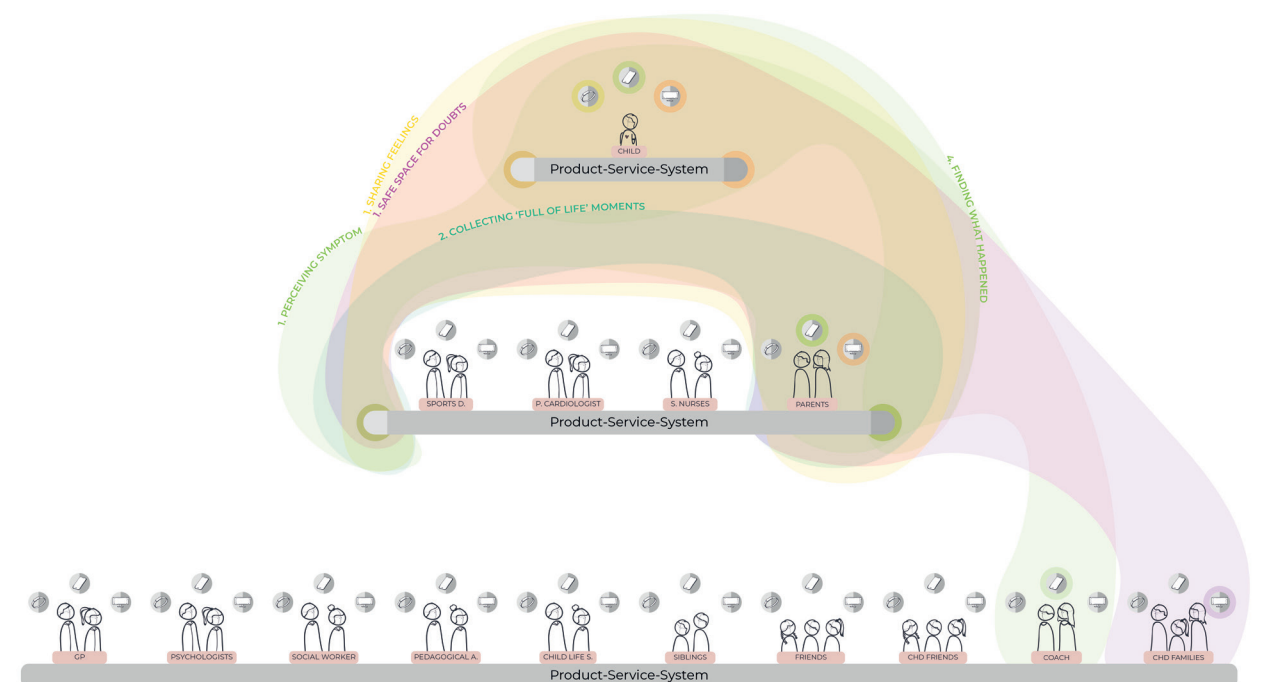 1. SHARING FEELINGS
1. SAFE SPACE FOR DOUBTS
1. PERCEIVING SYMPTOM
2. COLLECTING 'FULL OF LIFE' MOMENTS
4. FINDING WHAT HAPPENED
CHILD
Product-Service-System
SPORTS D.
P. CARDIOLOGIST
S. NURSES
PARENTS
Product-Service-System
GP
PSYCHOLOGISTS
SOCIAL WORKER
PEDAGOGICAL A.
CHILD LIFE S.
SIBLINGS
FRIENDS
CHD FRIENDS
COACH
CHD FAMILIES
Product-Service-System